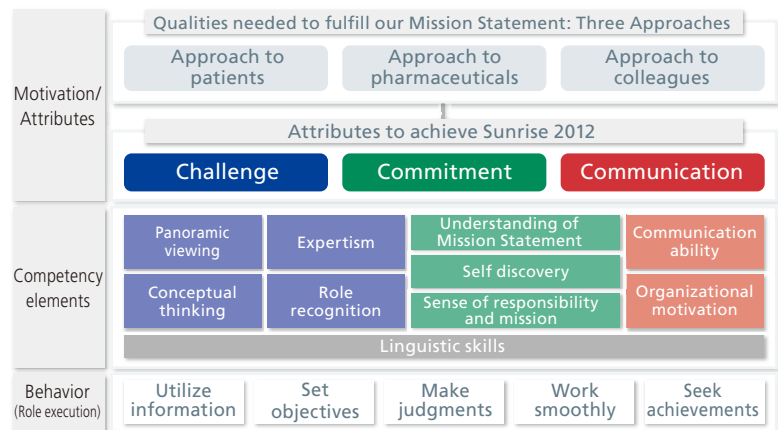 Qualities needed to fulfill our Mission Statement: Three Approaches
Motivation/
Attributes
Approach to
patients
Approach to
pharmaceuticals
Approach to
colleagues
Attributes to achieve Sunrise 2012
Challenge
Commitment
Communication
Competency
elements
Panoramic
viewing
Expertism
Understanding of
Mission Statement
Communication
ability
Self discovery
Conceptual
thinking
Role
recognition
Sense of responsibility
and mission
Organizational
motivation
Linguistic skills
Behavior
(Role execution)
Utilize
information
Set
objectives
Make
judgments
Work
smoothly
Seek
achievements